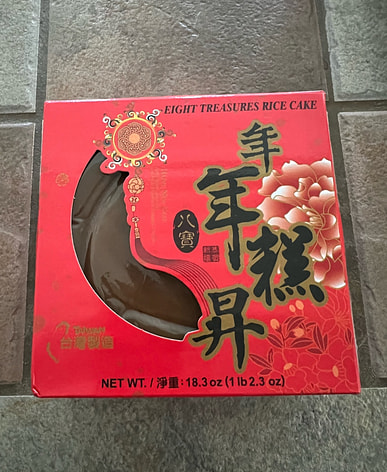 EIGHT TREASURES RICE CAKE
年年糕昇
八寶
Taiwan
台灣製造
NET WT. / 淨重：18.3 oz (1 lb 2.3 oz)